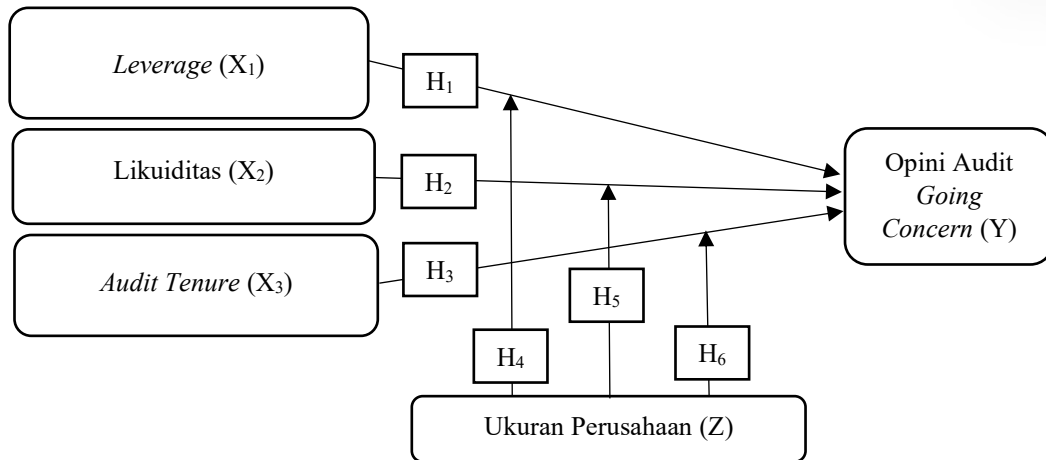 Leverage (X₁)
H₁
Likuiditas (X₂)
H₂
Audit Tenure (X₃)
H₃
Opini Audit
Going
Concern (Y)
H₄
H₅
H₆
Ukuran Perusahaan (Z)